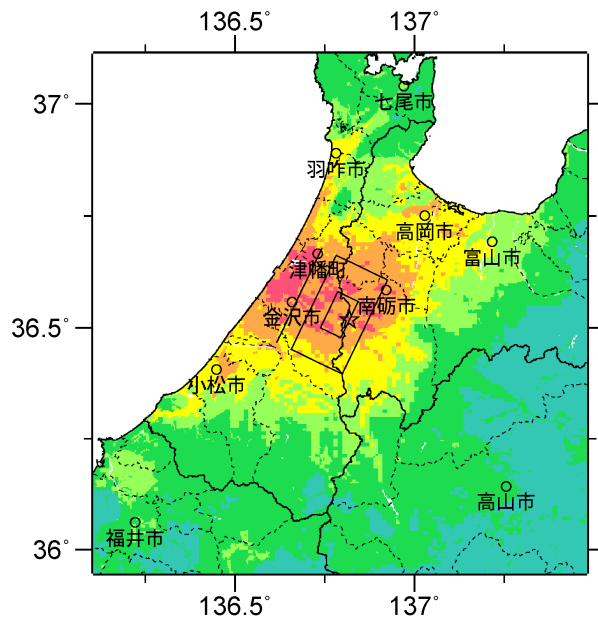 136.5° 137°
37°
七尾市
羽咋市
高岡市
富山市
津幡町
南砺市
金沢市
36.5°
小松市
高山市
福井市
36°
136.5° 137°